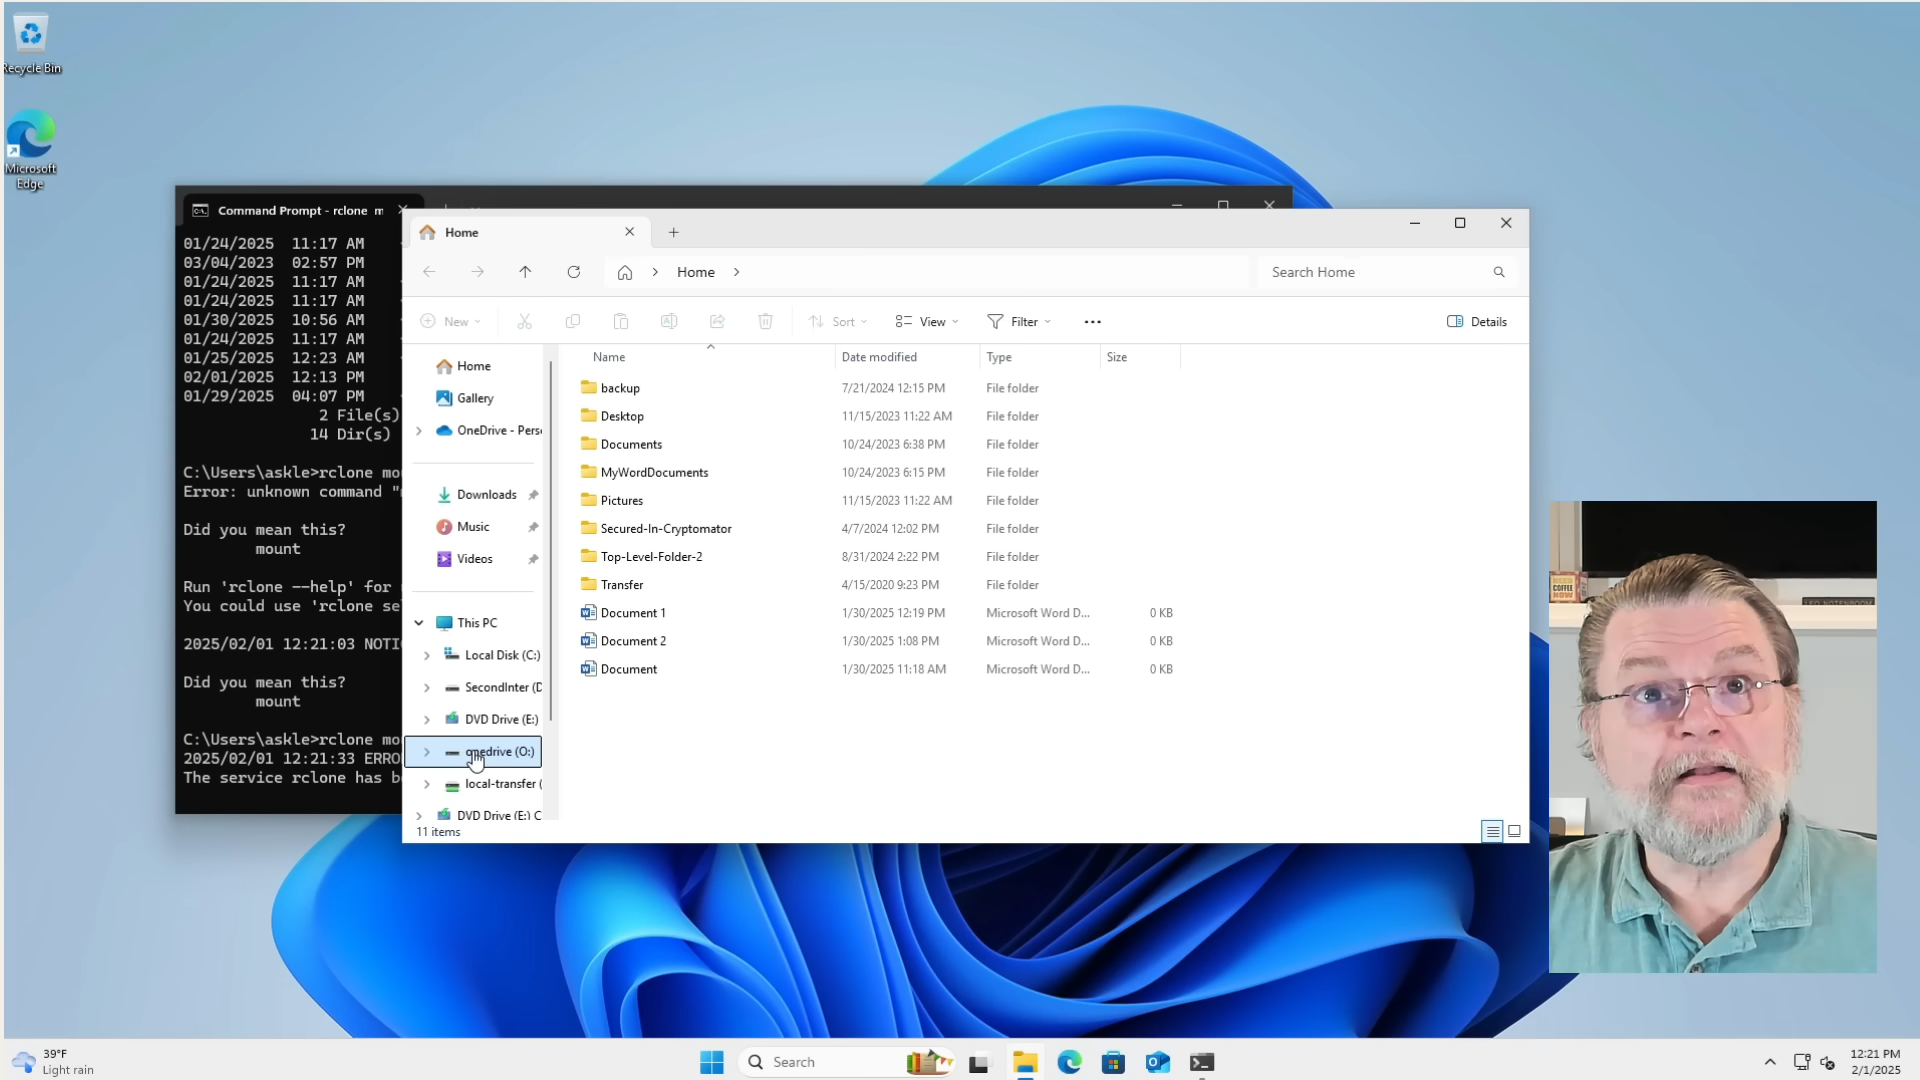 Recycle Bin
Microsoft
Edge
Command Prompt - rclone m
01/24/2025 11:17 AM
03/04/2023 02:57 PM
01/24/2025 11:17 AM
01/24/2025 11:17 AM
01/30/2025 10:56 AM
01/24/2025 11:17 AM
01/25/2025 12:23 AM
02/01/2025 12:13 PM
01/29/2025 04:07 PM
2 File(s)
14 Dir(s)
C:\Users\askle>rclone mo
Error: unknown command "
Did you mean this?
mount
Run 'rclone --help' for
You could use 'rclone se
2025/02/01 12:21:03 NOTI
Did you mean this?
mount
C:\Users\askle>rclone mo
2025/02/01 12:21:33 ERRO
The service rclone has b
Home
Home
Search Home
New
Sort
View
Filter
Details
Home
Gallery
OneDrive - Pers
Downloads
Music
Videos
This PC
Local Disk (C:)
SecondInter (D
DVD Drive (E:)
onedrive (O:)
local-transfer (
DVD Drive (E:) C
11 items
Name Date modified Type Size
backup 7/21/2024 12:15 PM File folder
Desktop 11/15/2023 11:22 AM File folder
Documents 10/24/2023 6:38 PM File folder
MyWordDocuments 10/24/2023 6:15 PM File folder
Pictures 11/15/2023 11:22 AM File folder
Secured-In-Cryptomator 4/7/2024 12:02 PM File folder
Top-Level-Folder-2 8/31/2024 2:22 PM File folder
Transfer 4/15/2020 9:23 PM File folder
Document 1 1/30/2025 12:19 PM Microsoft Word D... 0 KB
Document 2 1/30/2025 1:08 PM Microsoft Word D... 0 KB
Document 1/30/2025 11:18 AM Microsoft Word D... 0 KB
NEED
COFFEE
NOW
39°F
Light rain
Search
12:21 PM
2/1/2025